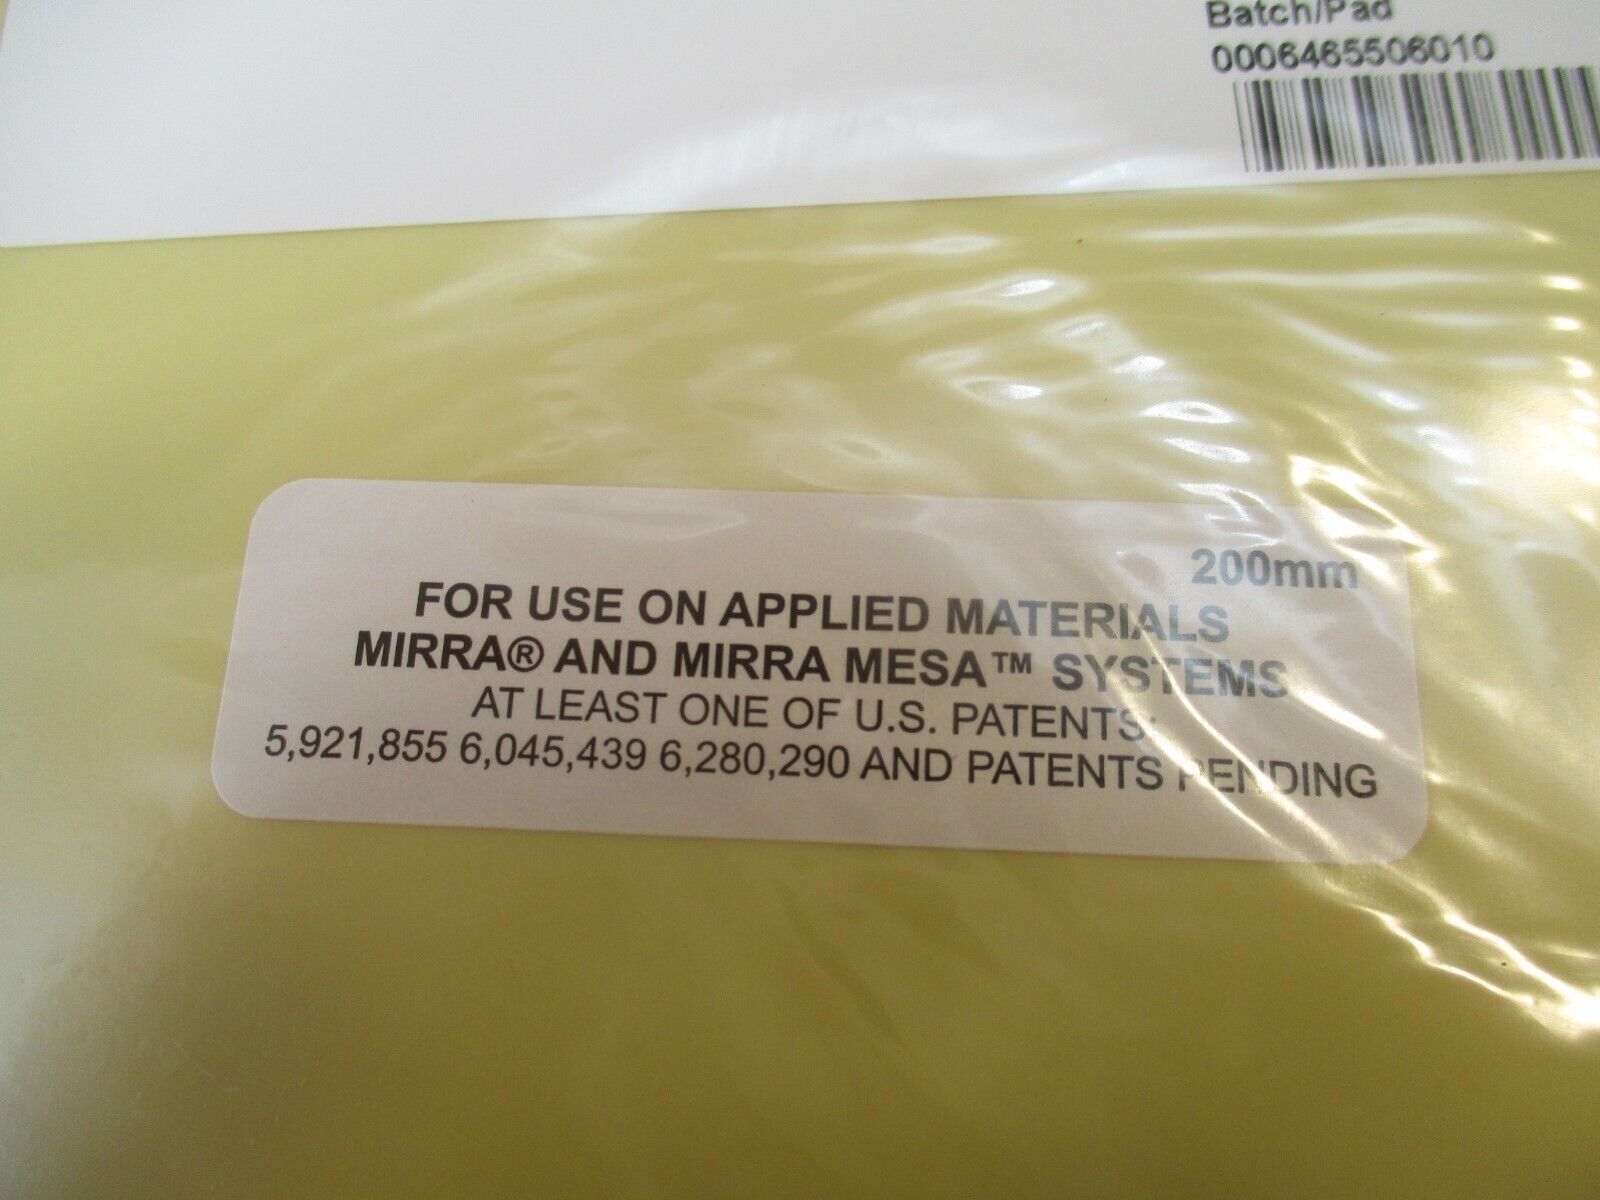 Batch/Pad
0006465506010
200mm
FOR USE ON APPLIED MATERIALS
MIRRA® AND MIRRA MESA™ SYSTEMS
AT LEAST ONE OF U.S. PATENTS:
5,921,855 6,045,439 6,280,290 AND PATENTS PENDING